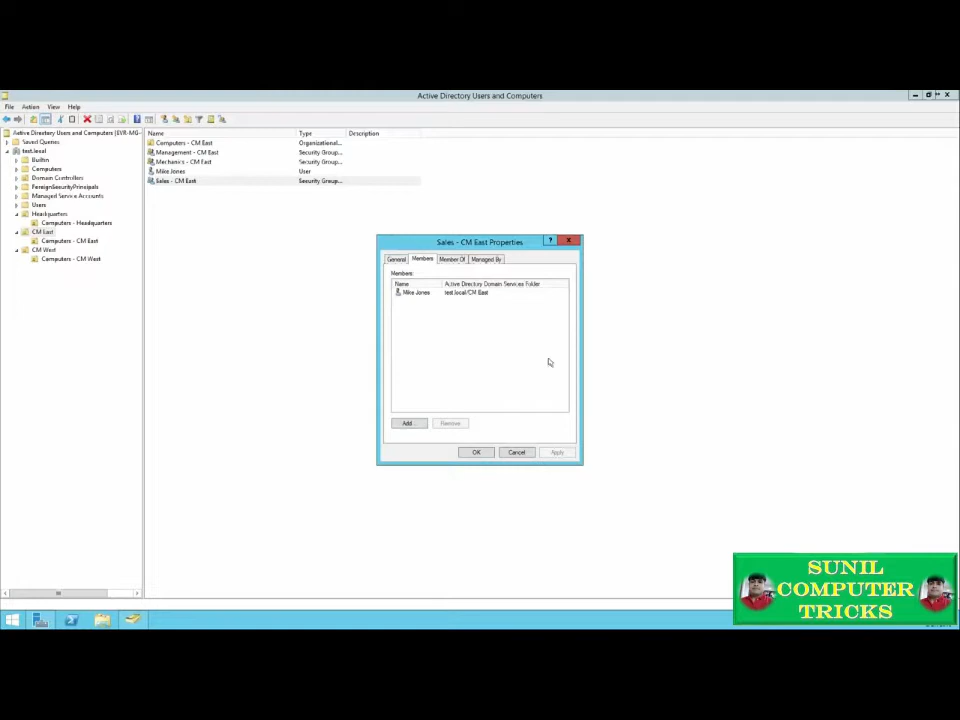 Active Directory Users and Computers
File Action View Help
Active Directory Users and Computers [SVR-MG-
Saved Queries
test.local
Builtin
Computers
Domain Controllers
ForeignSecurityPrincipals
Managed Service Accounts
Users
Headquarters
Computers - Headquarters
CM East
Computers - CM East
CM West
Computers - CM West
Name Type Description
Computers - CM East Organizational...
Management - CM East Security Group...
Mechanics - CM East Security Group...
Mike Jones User
Sales - CM East Security Group...
Sales - CM East Properties
General Members Member Of Managed By
Members:
Name Active Directory Domain Services Folder
Mike Jones test.local/CM East
Add... Remove
OK Cancel Apply
SUNIL
COMPUTER
TRICKS